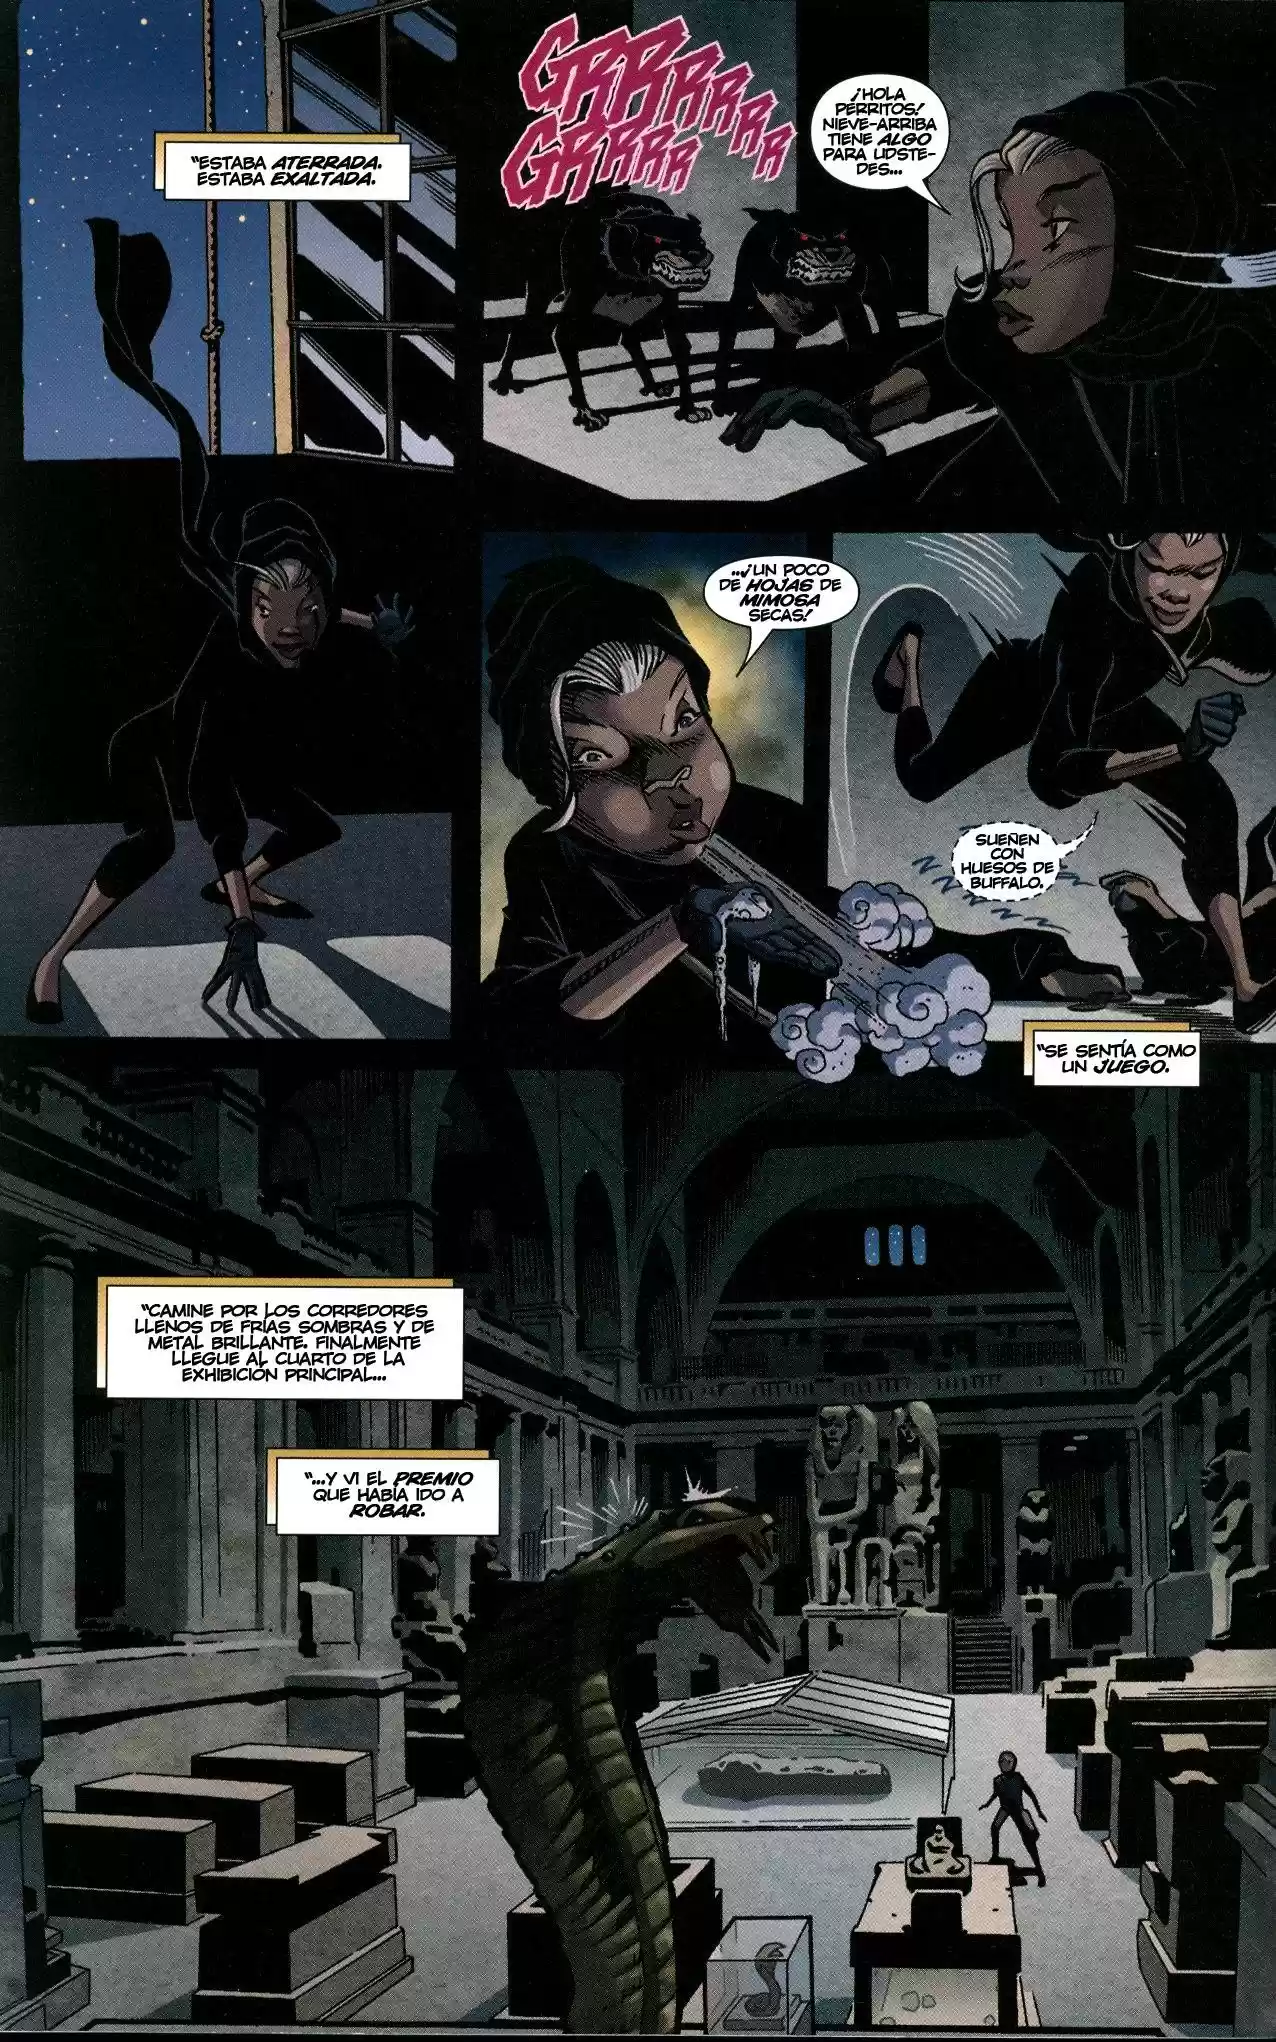 "ESTABA ATERRADA.
ESTABA EXALTADA.
GRRRRRRR
GRRRRR
¡HOLA
PERRITOS!
NIEVE-ARRIBA
TIENE ALGO
PARA UDSTE-
DES...
...¡UN POCO
DE HOJAS DE
MIMOSA
SECAS!
SUEÑEN
CON
HUESOS DE
BUFFALO.
"SE SENTÍA COMO
UN JUEGO.
"CAMINE POR LOS CORREDORES
LLENOS DE FRÍAS SOMBRAS Y DE
METAL BRILLANTE. FINALMENTE
LLEGUE AL CUARTO DE LA
EXHIBICIÓN PRINCIPAL...
"...Y VI EL PREMIO
QUE HABÍA IDO A
ROBAR.